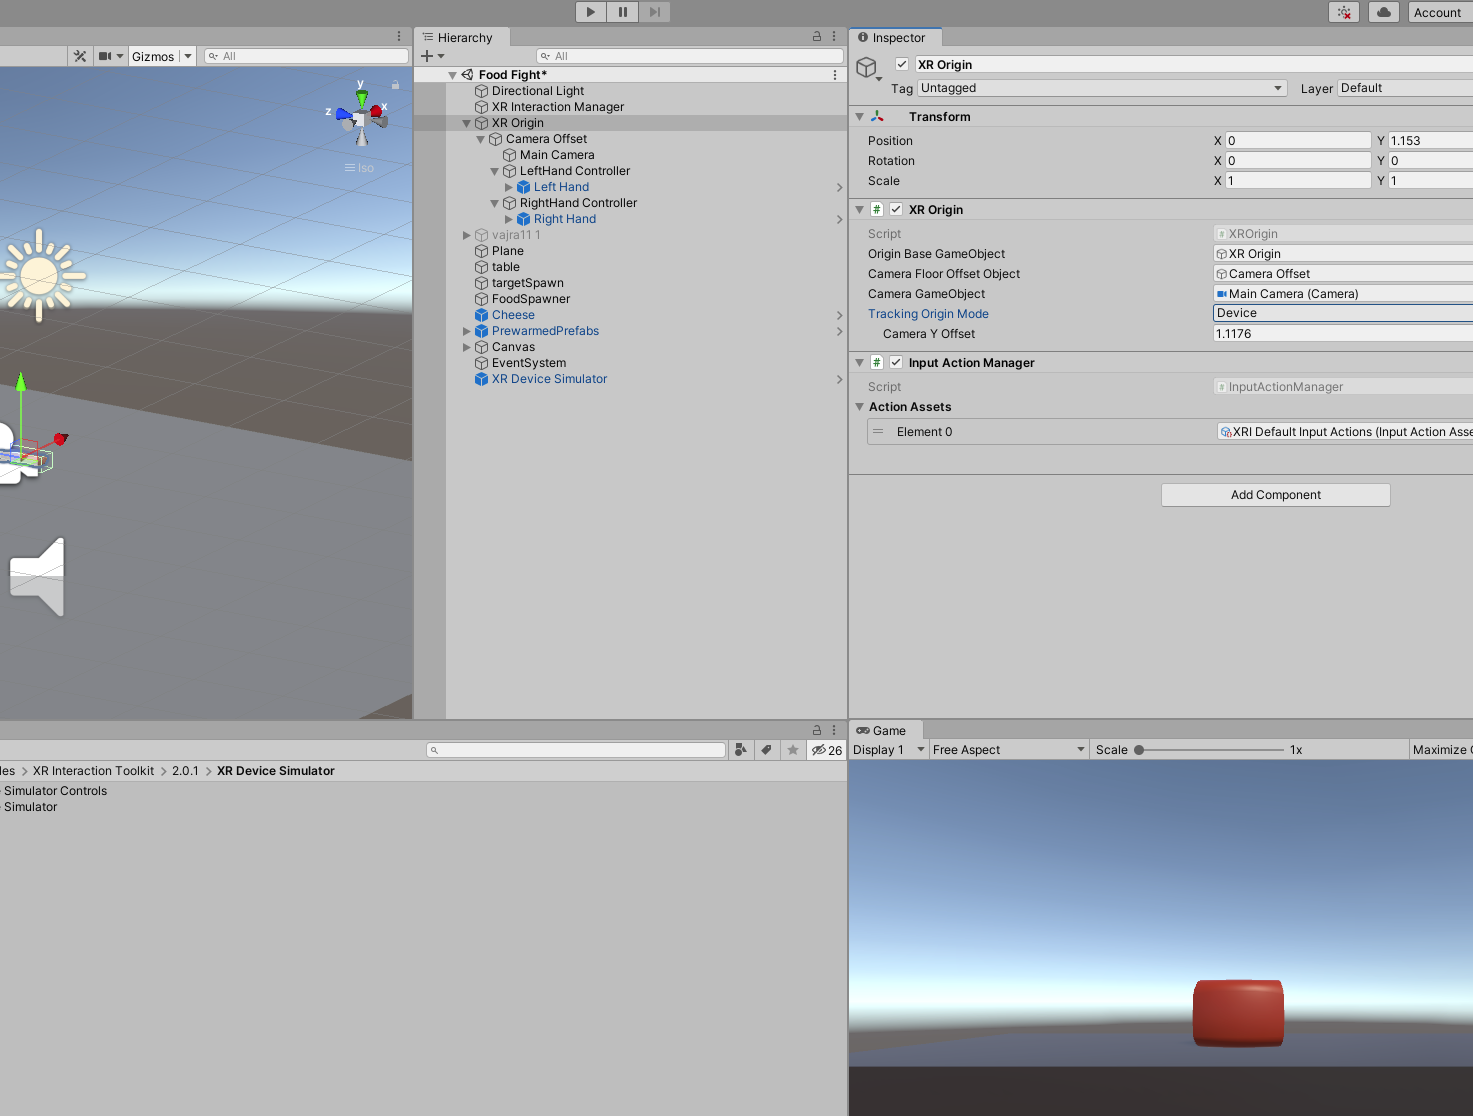 Account
Gizmos
All
y
x
z
Iso
Hierarchy
All
Food Fight*
Directional Light
XR Interaction Manager
XR Origin
Camera Offset
Main Camera
LeftHand Controller
Left Hand
RightHand Controller
Right Hand
vajra11 1
Plane
table
targetSpawn
FoodSpawner
Cheese
PrewarmedPrefabs
Canvas
EventSystem
XR Device Simulator
Inspector
XR Origin
Tag Untagged Layer Default
Transform
Position X 0 Y 1.153
Rotation X 0 Y 0
Scale X 1 Y 1
# XR Origin
Script # XROrigin
Origin Base GameObject XR Origin
Camera Floor Offset Object Camera Offset
Camera GameObject Main Camera (Camera)
Tracking Origin Mode Device
Camera Y Offset 1.1176
# Input Action Manager
Script # InputActionManager
Action Assets
Element 0 XRI Default Input Actions (Input Action Asse
Add Component
26
les > XR Interaction Toolkit > 2.0.1 > XR Device Simulator
Simulator Controls
Simulator
Game
Display 1 Free Aspect Scale 1x Maximize